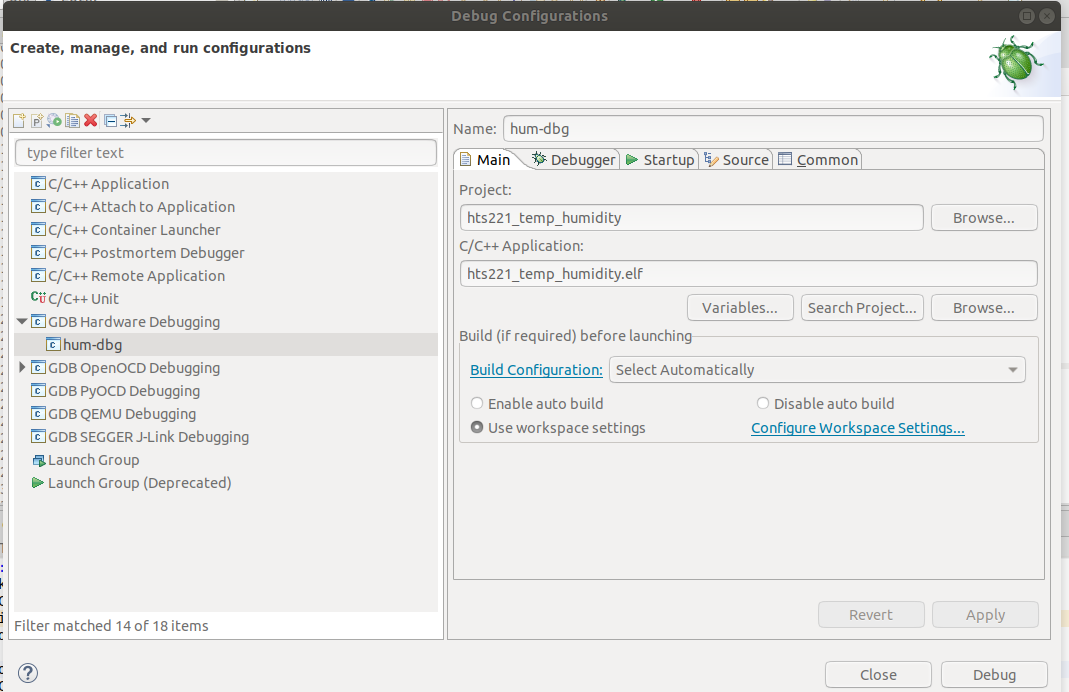 Debug Configurations
Create, manage, and run configurations
type filter text
C/C++ Application
C/C++ Attach to Application
C/C++ Container Launcher
C/C++ Postmortem Debugger
C/C++ Remote Application
C/C++ Unit
GDB Hardware Debugging
hum-dbg
GDB OpenOCD Debugging
GDB PyOCD Debugging
GDB QEMU Debugging
GDB SEGGER J-Link Debugging
Launch Group
Launch Group (Deprecated)
Filter matched 14 of 18 items
Name: hum-dbg
Main Debugger Startup Source Common
Project:
hts221_temp_humidity Browse...
C/C++ Application:
hts221_temp_humidity.elf
Variables... Search Project... Browse...
Build (if required) before launching
Build Configuration: Select Automatically
Enable auto build Disable auto build
Use workspace settings Configure Workspace Settings...
Revert Apply
Close Debug